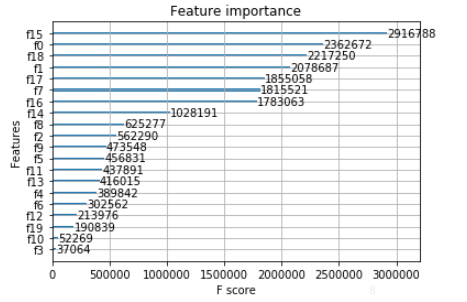 Feature importance
f15 2916788
f0 2362672
f18 2217250
f1 2078687
f17 1855058
f7 1815521
f16 1783063
f14 1028191
f8 625277
f2 562290
f9 473548
f5 456831
f11 437891
f13 416015
f4 389842
f6 302562
f12 213976
f19 190839
f10 52269
f3 37064
Features
0 500000 1000000 1500000 2000000 2500000 3000000
F score